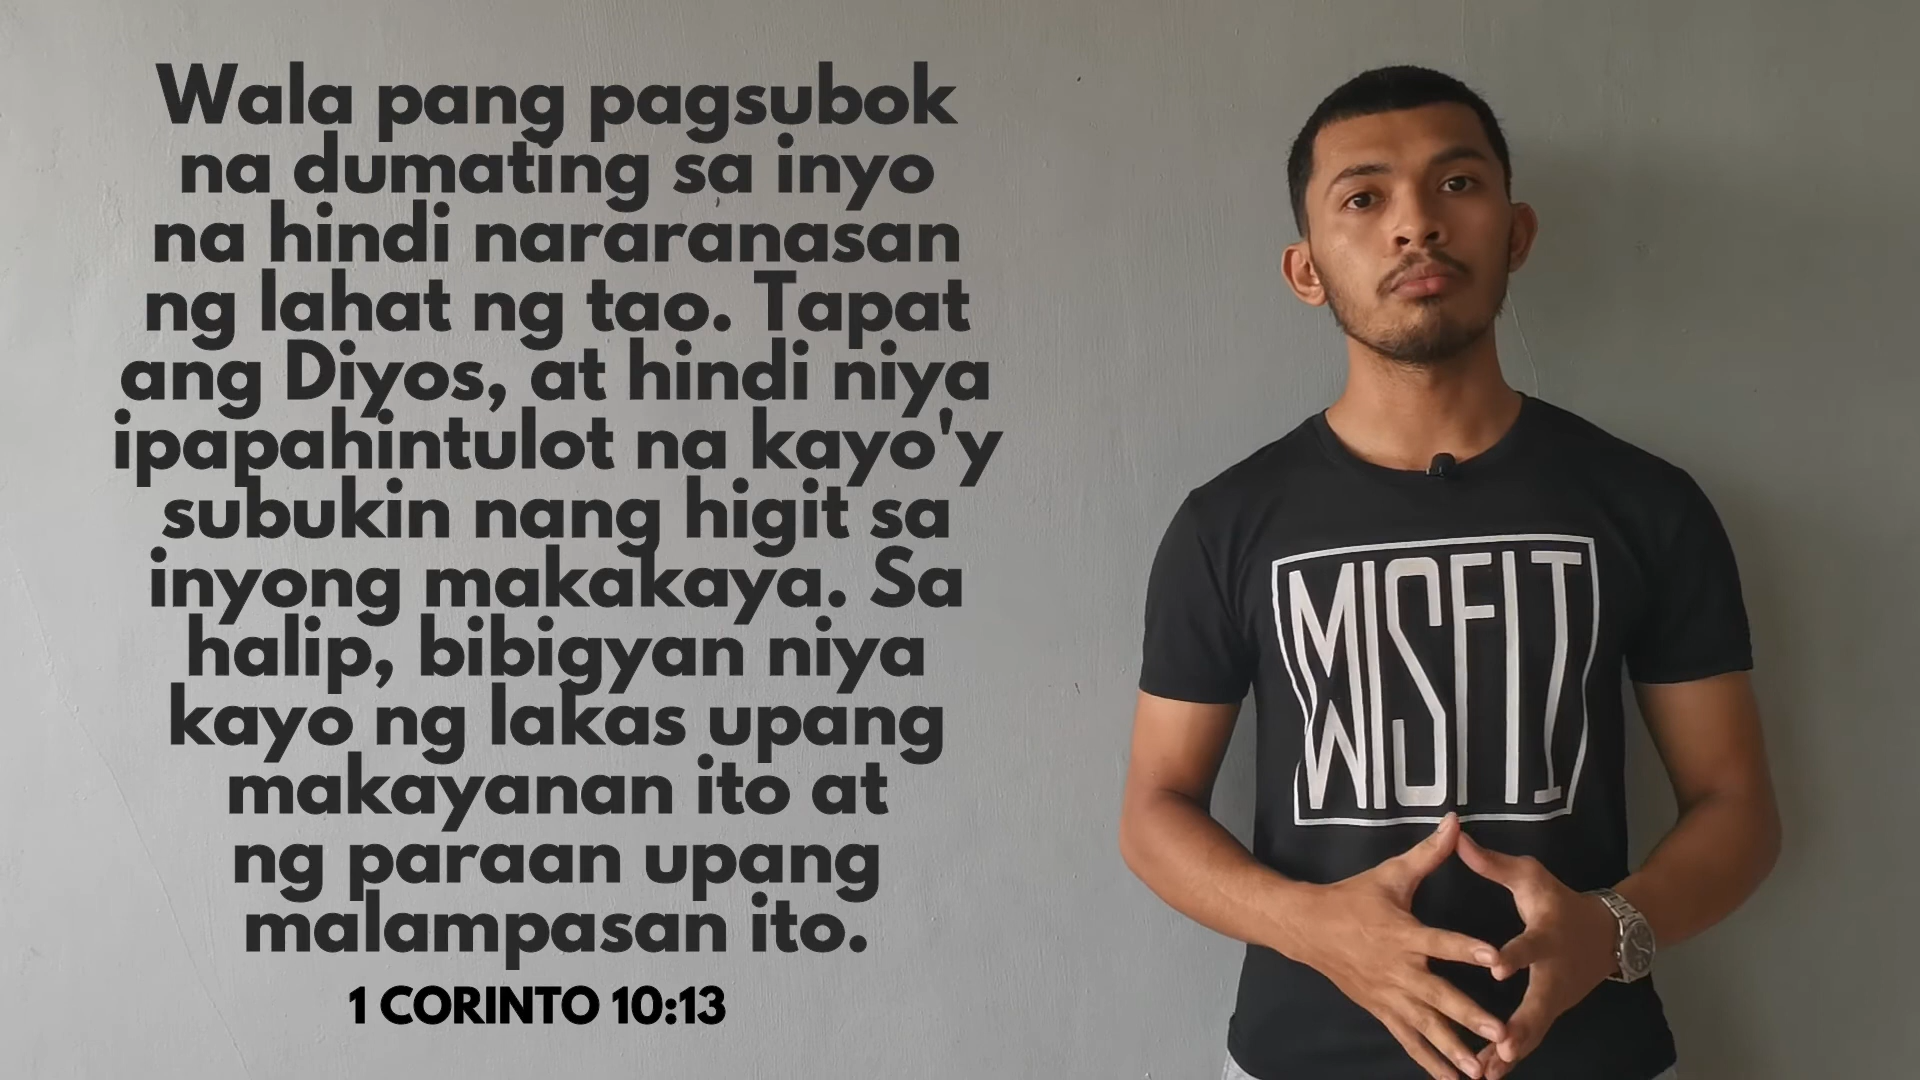 Wala pang pagsubok
na dumating sa inyo
na hindi nararanasan
ng lahat ng tao. Tapat
ang Diyos, at hindi niya
ipapahintulot na kayo'y
subukin nang higit sa
inyong makakaya. Sa
halip, bibigyan niya
kayo ng lakas upang
makayanan ito at
ng paraan upang
malampasan ito.
1 CORINTO 10:13
MISFIT